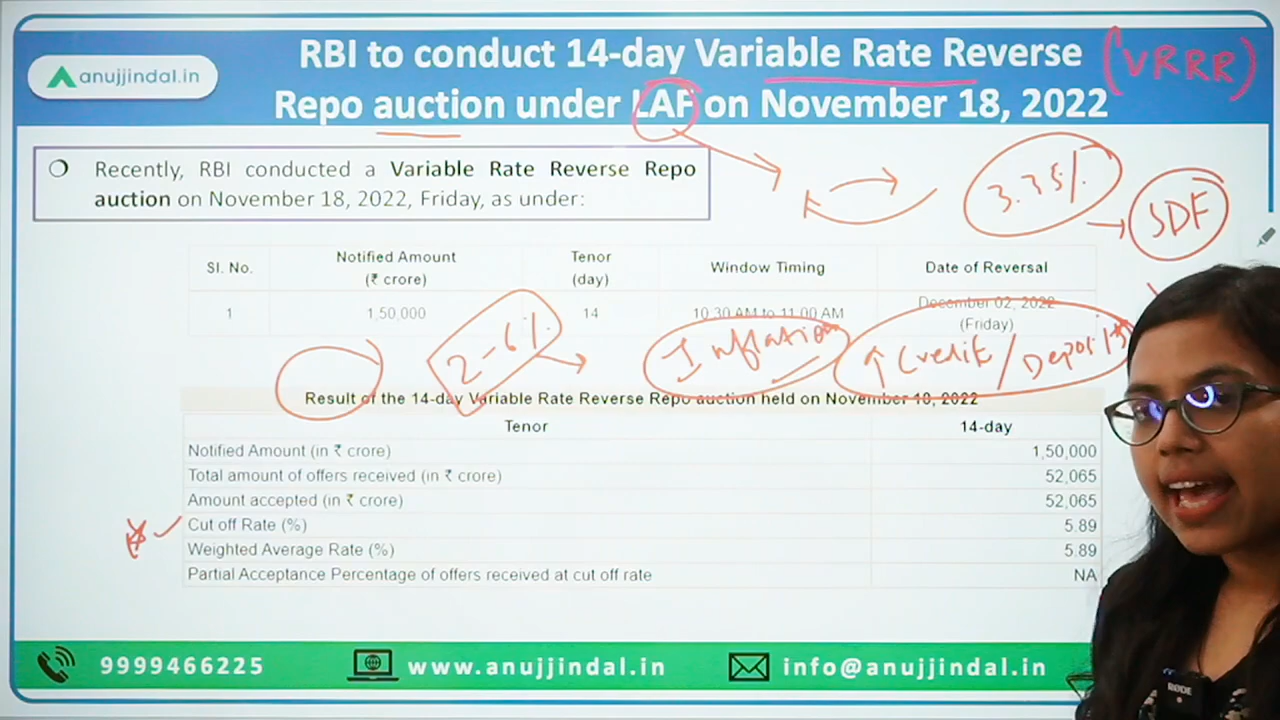 anujjindal.in
RBI to conduct 14-day Variable Rate Reverse (VRRR)
Repo auction under LAF on November 18, 2022
Recently, RBI conducted a Variable Rate Reverse Repo
auction on November 18, 2022, Friday, as under:
3.35%
SDF
Sl. No. Notified Amount (₹ crore) Tenor (day) Window Timing Date of Reversal
1 1,50,000 14 10:30 AM to 11:00 AM December 02, 2022 (Friday)
2-6%
Inflation
↑ Credit / Deposits
Result of the 14-day Variable Rate Reverse Repo auction held on November 18, 2022
Tenor 14-day
Notified Amount (in ₹ crore) 1,50,000
Total amount of offers received (in ₹ crore) 52,065
Amount accepted (in ₹ crore) 52,065
Cut off Rate (%) 5.89
Weighted Average Rate (%) 5.89
Partial Acceptance Percentage of offers received at cut off rate NA
9999466225 www.anujjindal.in info@anujjindal.in
RODE